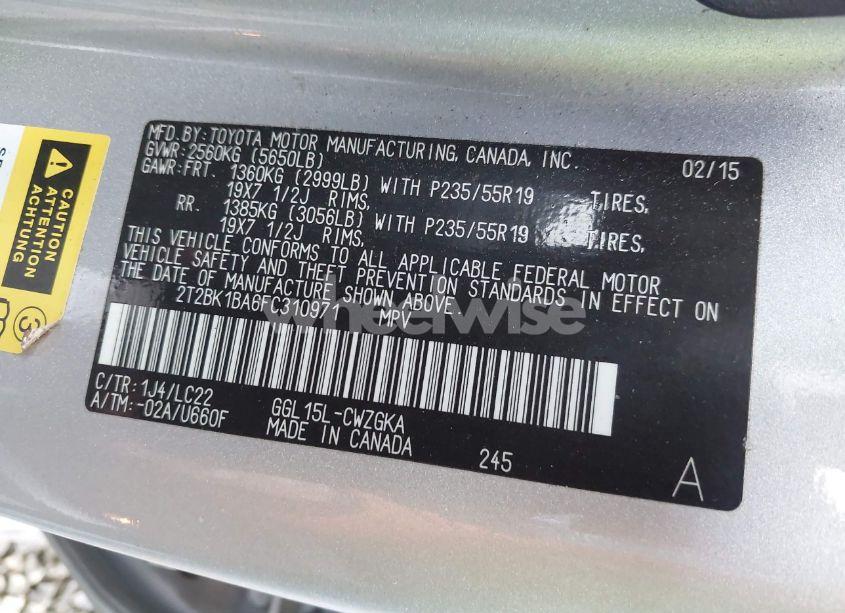 MFD. BY: TOYOTA MOTOR MANUFACTURING, CANADA, INC. 02/15
GVWR: 2560KG (5650LB)
GAWR: FRT. 1360KG (2999LB) WITH P235/55R19 TIRES,
19X7 1/2J RIMS,
RR. 1385KG (3056LB) WITH P235/55R19 TIRES,
19X7 1/2J RIMS,
THIS VEHICLE CONFORMS TO ALL APPLICABLE FEDERAL MOTOR
VEHICLE SAFETY AND THEFT PREVENTION STANDARDS IN EFFECT ON
THE DATE OF MANUFACTURE SHOWN ABOVE.
2T2BK1BA6FC310971 MPV
wheelwise
C/TR: 1J4/LC22
A/TM: -02A/U660F
GGL15L-CWZGKA
MADE IN CANADA
245
A
CAUTION
ATTENTION
ACHTUNG
3